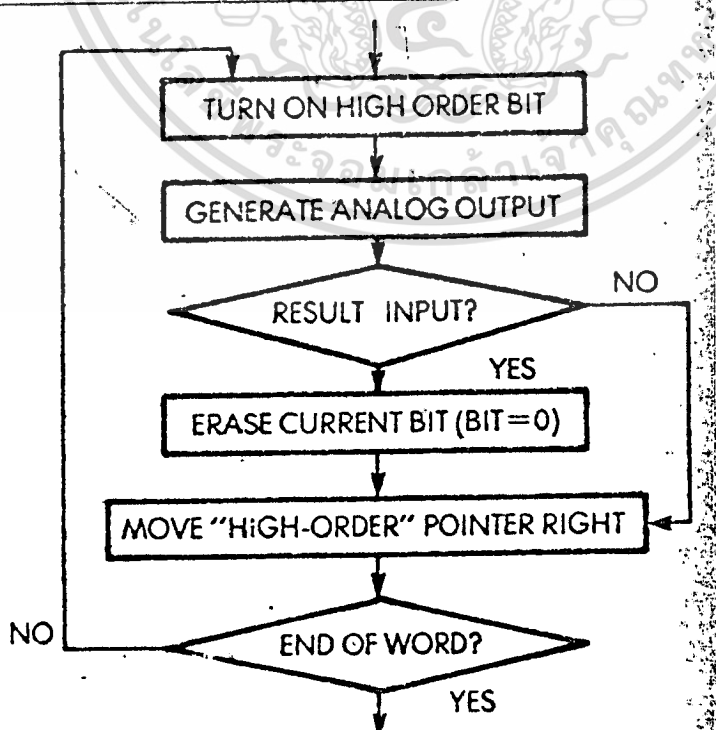 TURN ON HIGH ORDER BIT
GENERATE ANALOG OUTPUT
RESULT INPUT?
NO
YES
ERASE CURRENT BIT (BIT=0)
MOVE "HiGH-ORDER" POINTER RIGHT
NO
END OF WORD?
YES